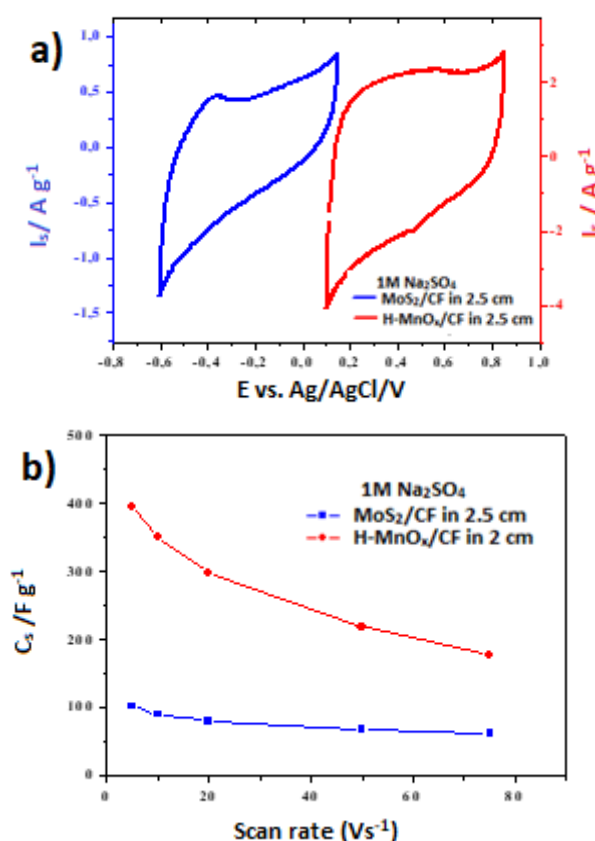 a)
1,0
0,5
0,0
-0,5
-1,0
-1,5
Iₛ/ A g⁻¹
2
0
-2
-4
Iₛ / A g⁻¹
1M Na₂SO₄
MoS₂/CF in 2.5 cm
H-MnOₓ/CF in 2.5 cm
-0,6 -0,4 -0,2 0,0 0,2 0,4 0,6 0,8 1,0
E vs. Ag/AgCl/V
b)
500
400
300
200
100
0
Cₛ /F g⁻¹
1M Na₂SO₄
MoS₂/CF in 2.5 cm
H-MnOₓ/CF in 2 cm
0 20 40 60 80
Scan rate (Vs⁻¹)